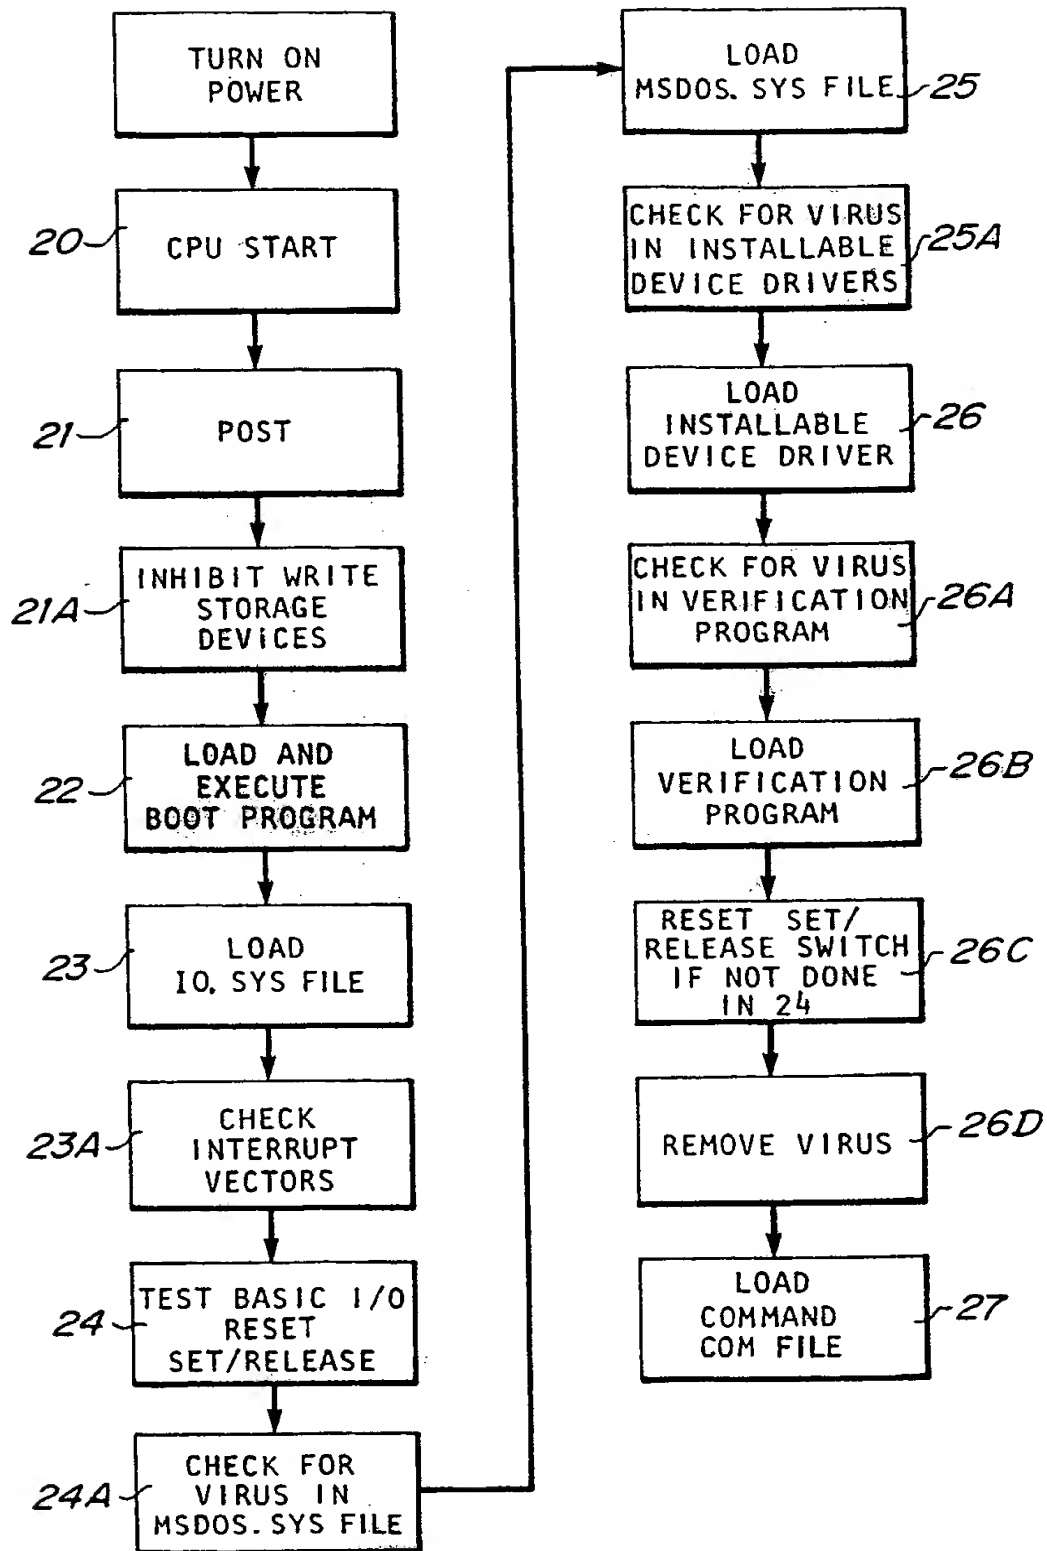 TURN ON
POWER
20
CPU START
21
POST
21A
INHIBIT WRITE
STORAGE
DEVICES
22
LOAD AND
EXECUTE
BOOT PROGRAM
23
LOAD
IO. SYS FILE
23A
CHECK
INTERRUPT
VECTORS
24
TEST BASIC I/O
RESET
SET/RELEASE
24A
CHECK FOR
VIRUS IN
MSDOS. SYS FILE
LOAD
MSDOS. SYS FILE
25
CHECK FOR VIRUS
IN INSTALLABLE
DEVICE DRIVERS
25A
LOAD
INSTALLABLE
DEVICE DRIVER
26
CHECK FOR VIRUS
IN VERIFICATION
PROGRAM
26A
LOAD
VERIFICATION
PROGRAM
26B
RESET SET/
RELEASE SWITCH
IF NOT DONE
IN 24
26C
REMOVE VIRUS
26D
LOAD
COMMAND
COM FILE
27